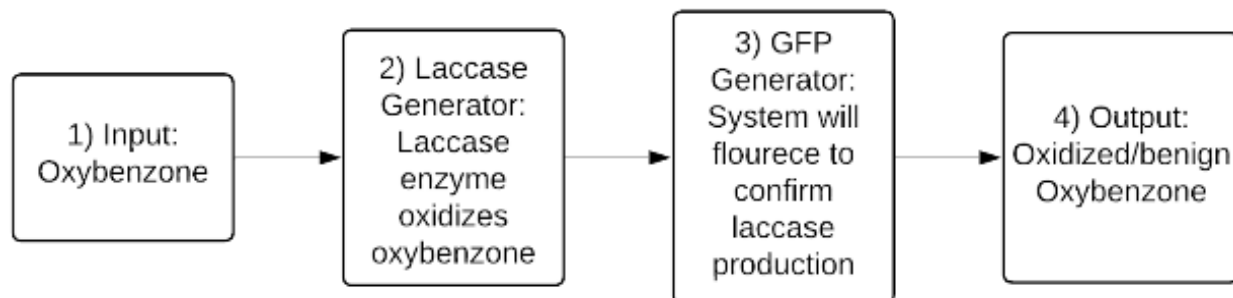 1) Input:
Oxybenzone
2) Laccase
Generator:
Laccase
enzyme
oxidizes
oxybenzone
3) GFP
Generator:
System will
flourece to
confirm
laccase
production
4) Output:
Oxidized/benign
Oxybenzone